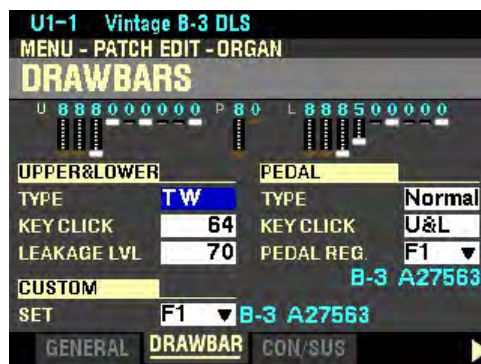 U1-1 Vintage B-3 DLS
MENU - PATCH EDIT - ORGAN
DRAWBARS
U 888000000 P 80 L 888500000
UPPER&LOWER PEDAL
TYPE TW TYPE Normal
KEY CLICK 64 KEY CLICK U&L
LEAKAGE LVL 70 PEDAL REG. F1 ▼
B-3 A27563
CUSTOM
SET F1 ▼ B-3 A27563
GENERAL DRAWBAR CON/SUS